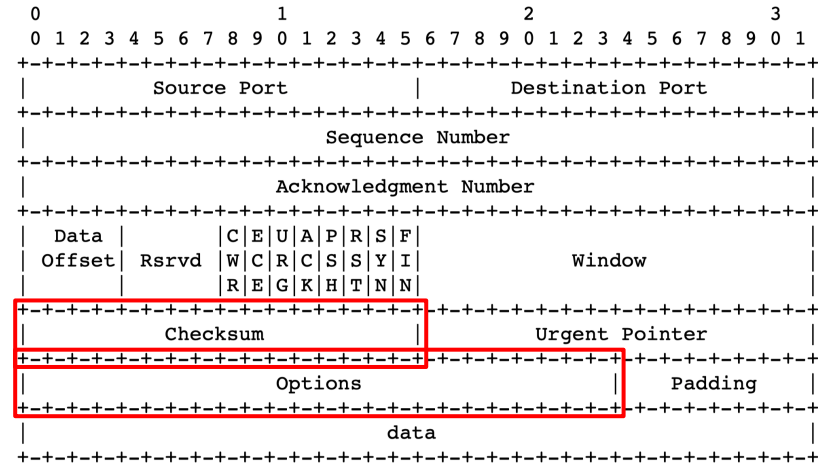 0                   1                   2                   3
 0 1 2 3 4 5 6 7 8 9 0 1 2 3 4 5 6 7 8 9 0 1 2 3 4 5 6 7 8 9 0 1
+-+-+-+-+-+-+-+-+-+-+-+-+-+-+-+-+-+-+-+-+-+-+-+-+-+-+-+-+-+-+-+-+
|          Source Port          |       Destination Port        |
+-+-+-+-+-+-+-+-+-+-+-+-+-+-+-+-+-+-+-+-+-+-+-+-+-+-+-+-+-+-+-+-+
|                        Sequence Number                        |
+-+-+-+-+-+-+-+-+-+-+-+-+-+-+-+-+-+-+-+-+-+-+-+-+-+-+-+-+-+-+-+-+
|                    Acknowledgment Number                      |
+-+-+-+-+-+-+-+-+-+-+-+-+-+-+-+-+-+-+-+-+-+-+-+-+-+-+-+-+-+-+-+-+
|  Data |       |C|E|U|A|P|R|S|F|                               |
| Offset| Rsrvd |W|C|R|C|S|S|Y|I|            Window             |
|       |       |R|E|G|K|H|T|N|N|                               |
+-+-+-+-+-+-+-+-+-+-+-+-+-+-+-+-+-+-+-+-+-+-+-+-+-+-+-+-+-+-+-+-+
|           Checksum            |         Urgent Pointer        |
+-+-+-+-+-+-+-+-+-+-+-+-+-+-+-+-+-+-+-+-+-+-+-+-+-+-+-+-+-+-+-+-+
|                    Options                    |    Padding    |
+-+-+-+-+-+-+-+-+-+-+-+-+-+-+-+-+-+-+-+-+-+-+-+-+-+-+-+-+-+-+-+-+
|                             data                              |
+-+-+-+-+-+-+-+-+-+-+-+-+-+-+-+-+-+-+-+-+-+-+-+-+-+-+-+-+-+-+-+-+